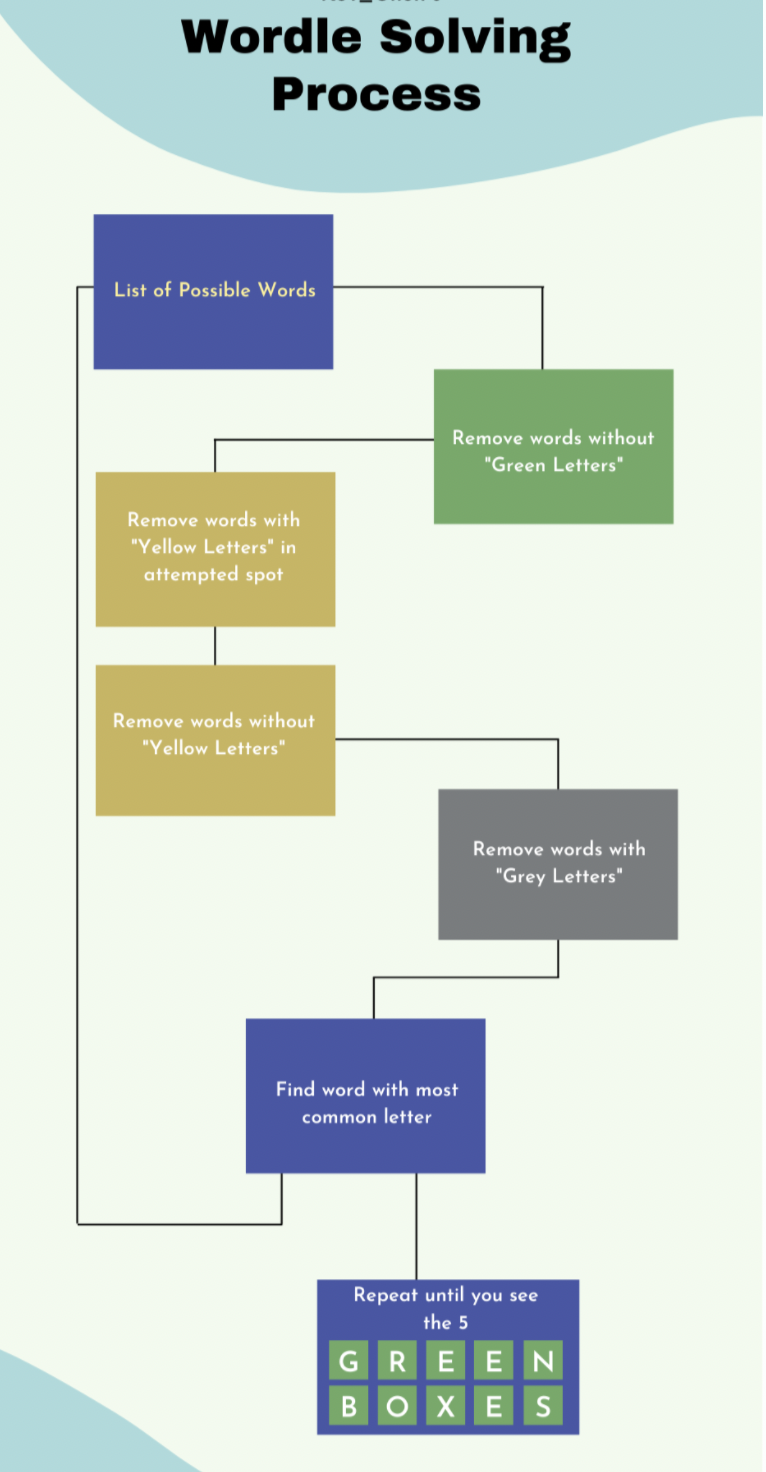 Wordle Solving
Process
List of Possible Words
Remove words without
"Green Letters"
Remove words with
"Yellow Letters" in
attempted spot
Remove words without
"Yellow Letters"
Remove words with
"Grey Letters"
Find word with most
common letter
Repeat until you see
the 5
GREEN
BOXES